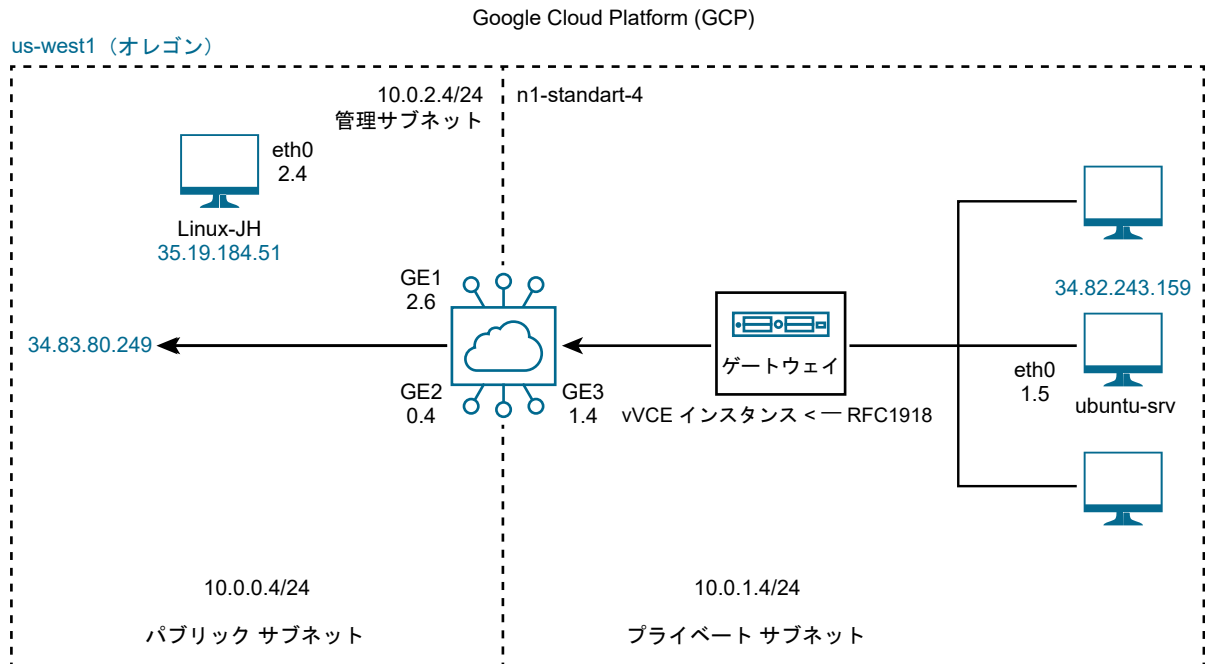 Google Cloud Platform (GCP)
us-west1（オレゴン）
10.0.2.4/24
管理サブネット
n1-standart-4
eth0
2.4
Linux-JH
35.19.184.51
GE1
2.6
34.83.80.249
GE2
0.4
GE3
1.4
ゲートウェイ
vVCE インスタンス < — RFC1918
34.82.243.159
eth0
1.5
ubuntu-srv
10.0.0.4/24
パブリック サブネット
10.0.1.4/24
プライベート サブネット